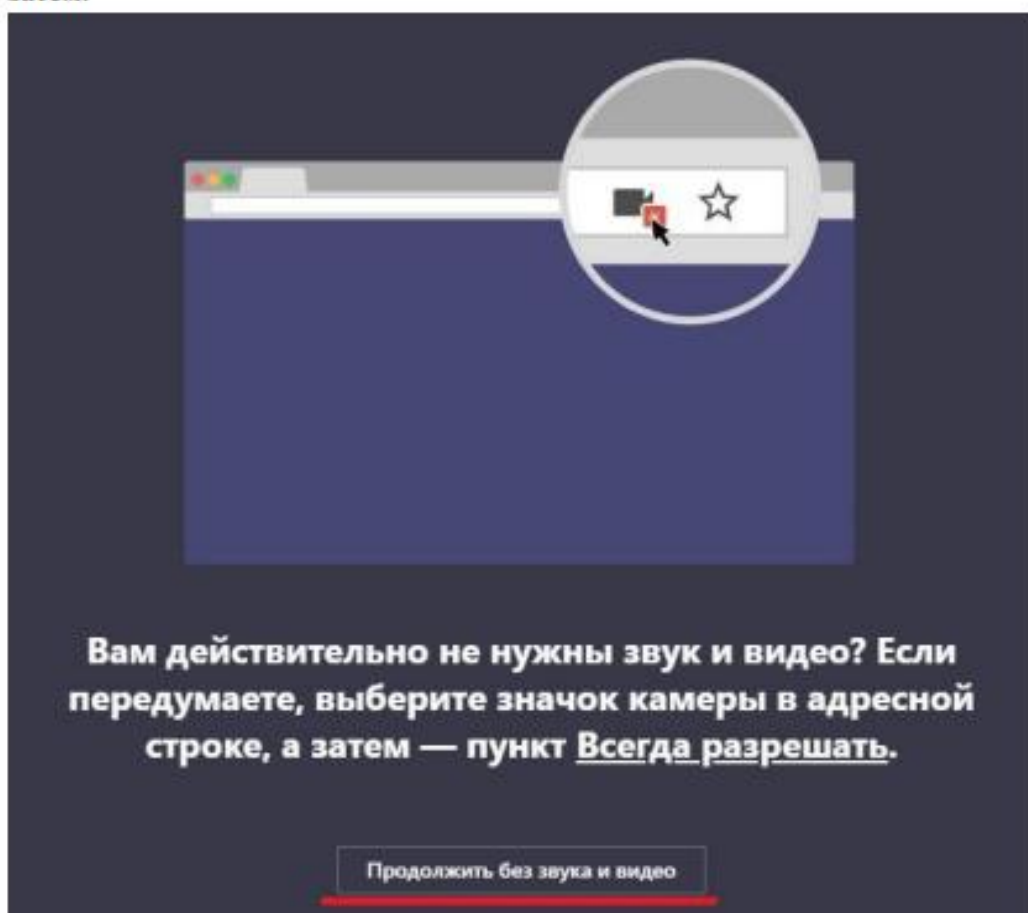 Вам действительно не нужны звук и видео? Если
передумаете, выберите значок камеры в адресной
строке, а затем — пункт Всегда разрешать.
Продолжить без звука и видео